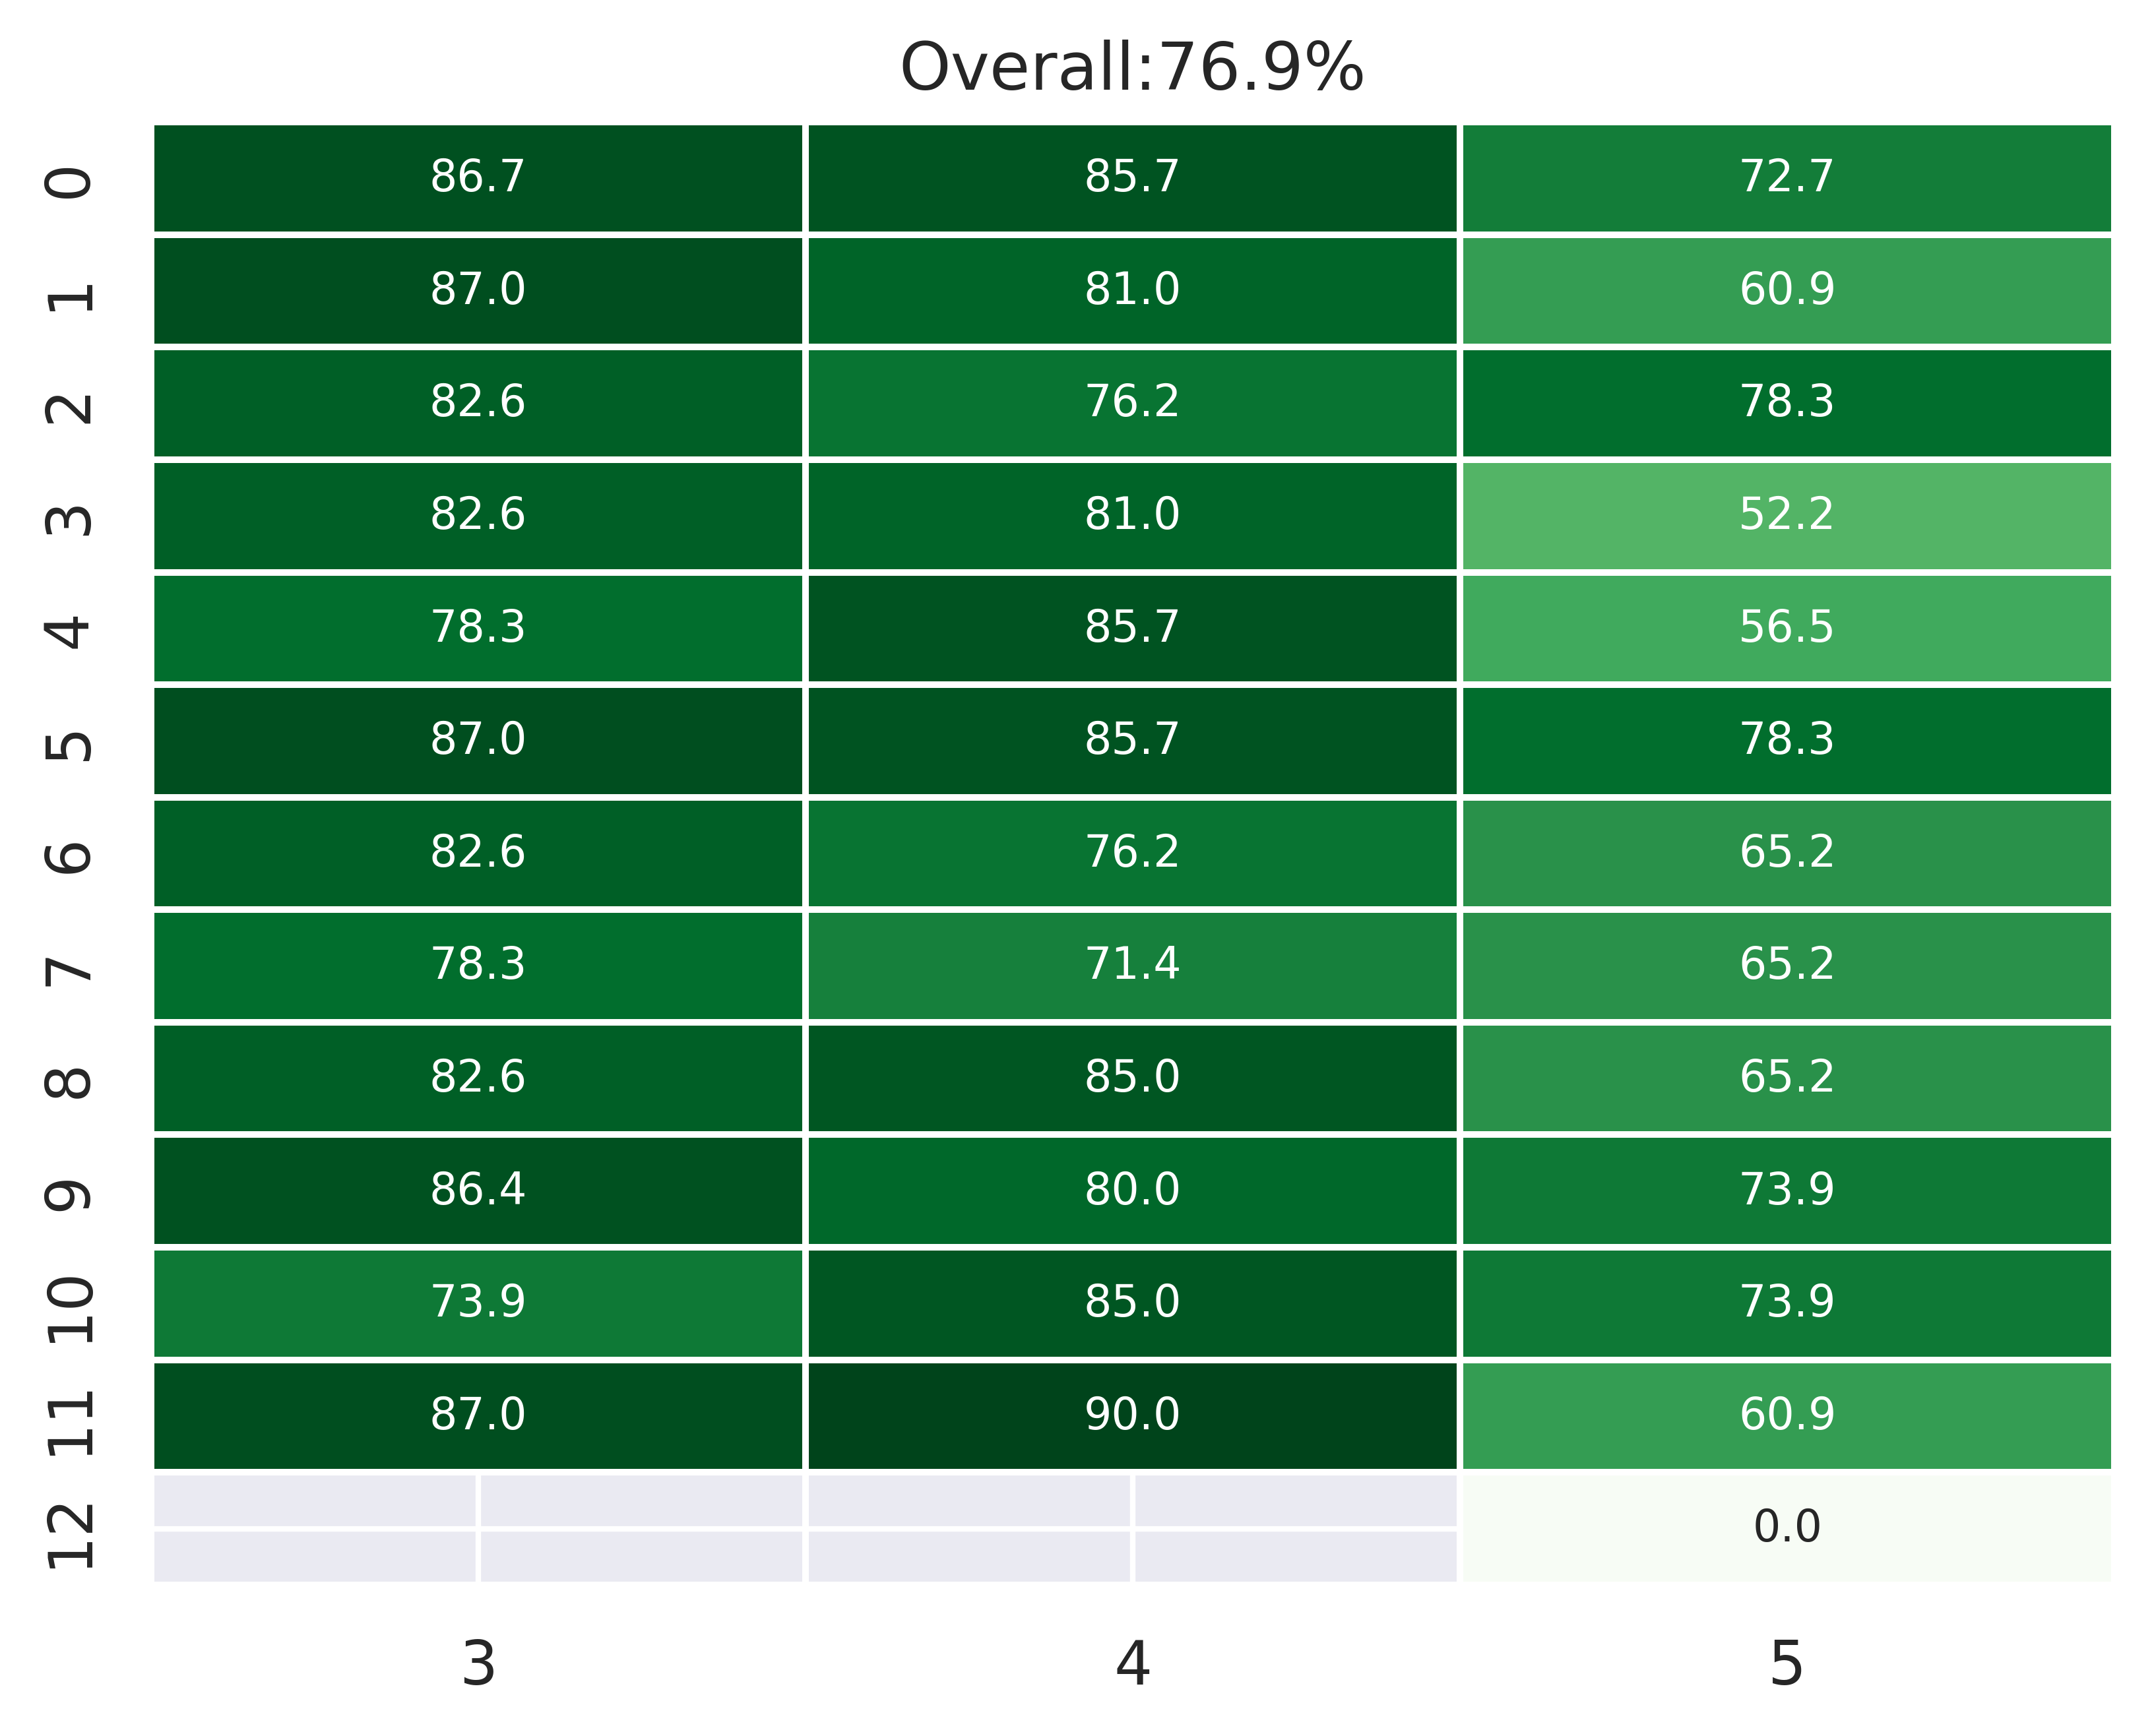 Overall:76.9%
0 86.7 85.7 72.7
1 87.0 81.0 60.9
2 82.6 76.2 78.3
3 82.6 81.0 52.2
4 78.3 85.7 56.5
5 87.0 85.7 78.3
6 82.6 76.2 65.2
7 78.3 71.4 65.2
8 82.6 85.0 65.2
9 86.4 80.0 73.9
10 73.9 85.0 73.9
11 87.0 90.0 60.9
12 0.0
3 4 5